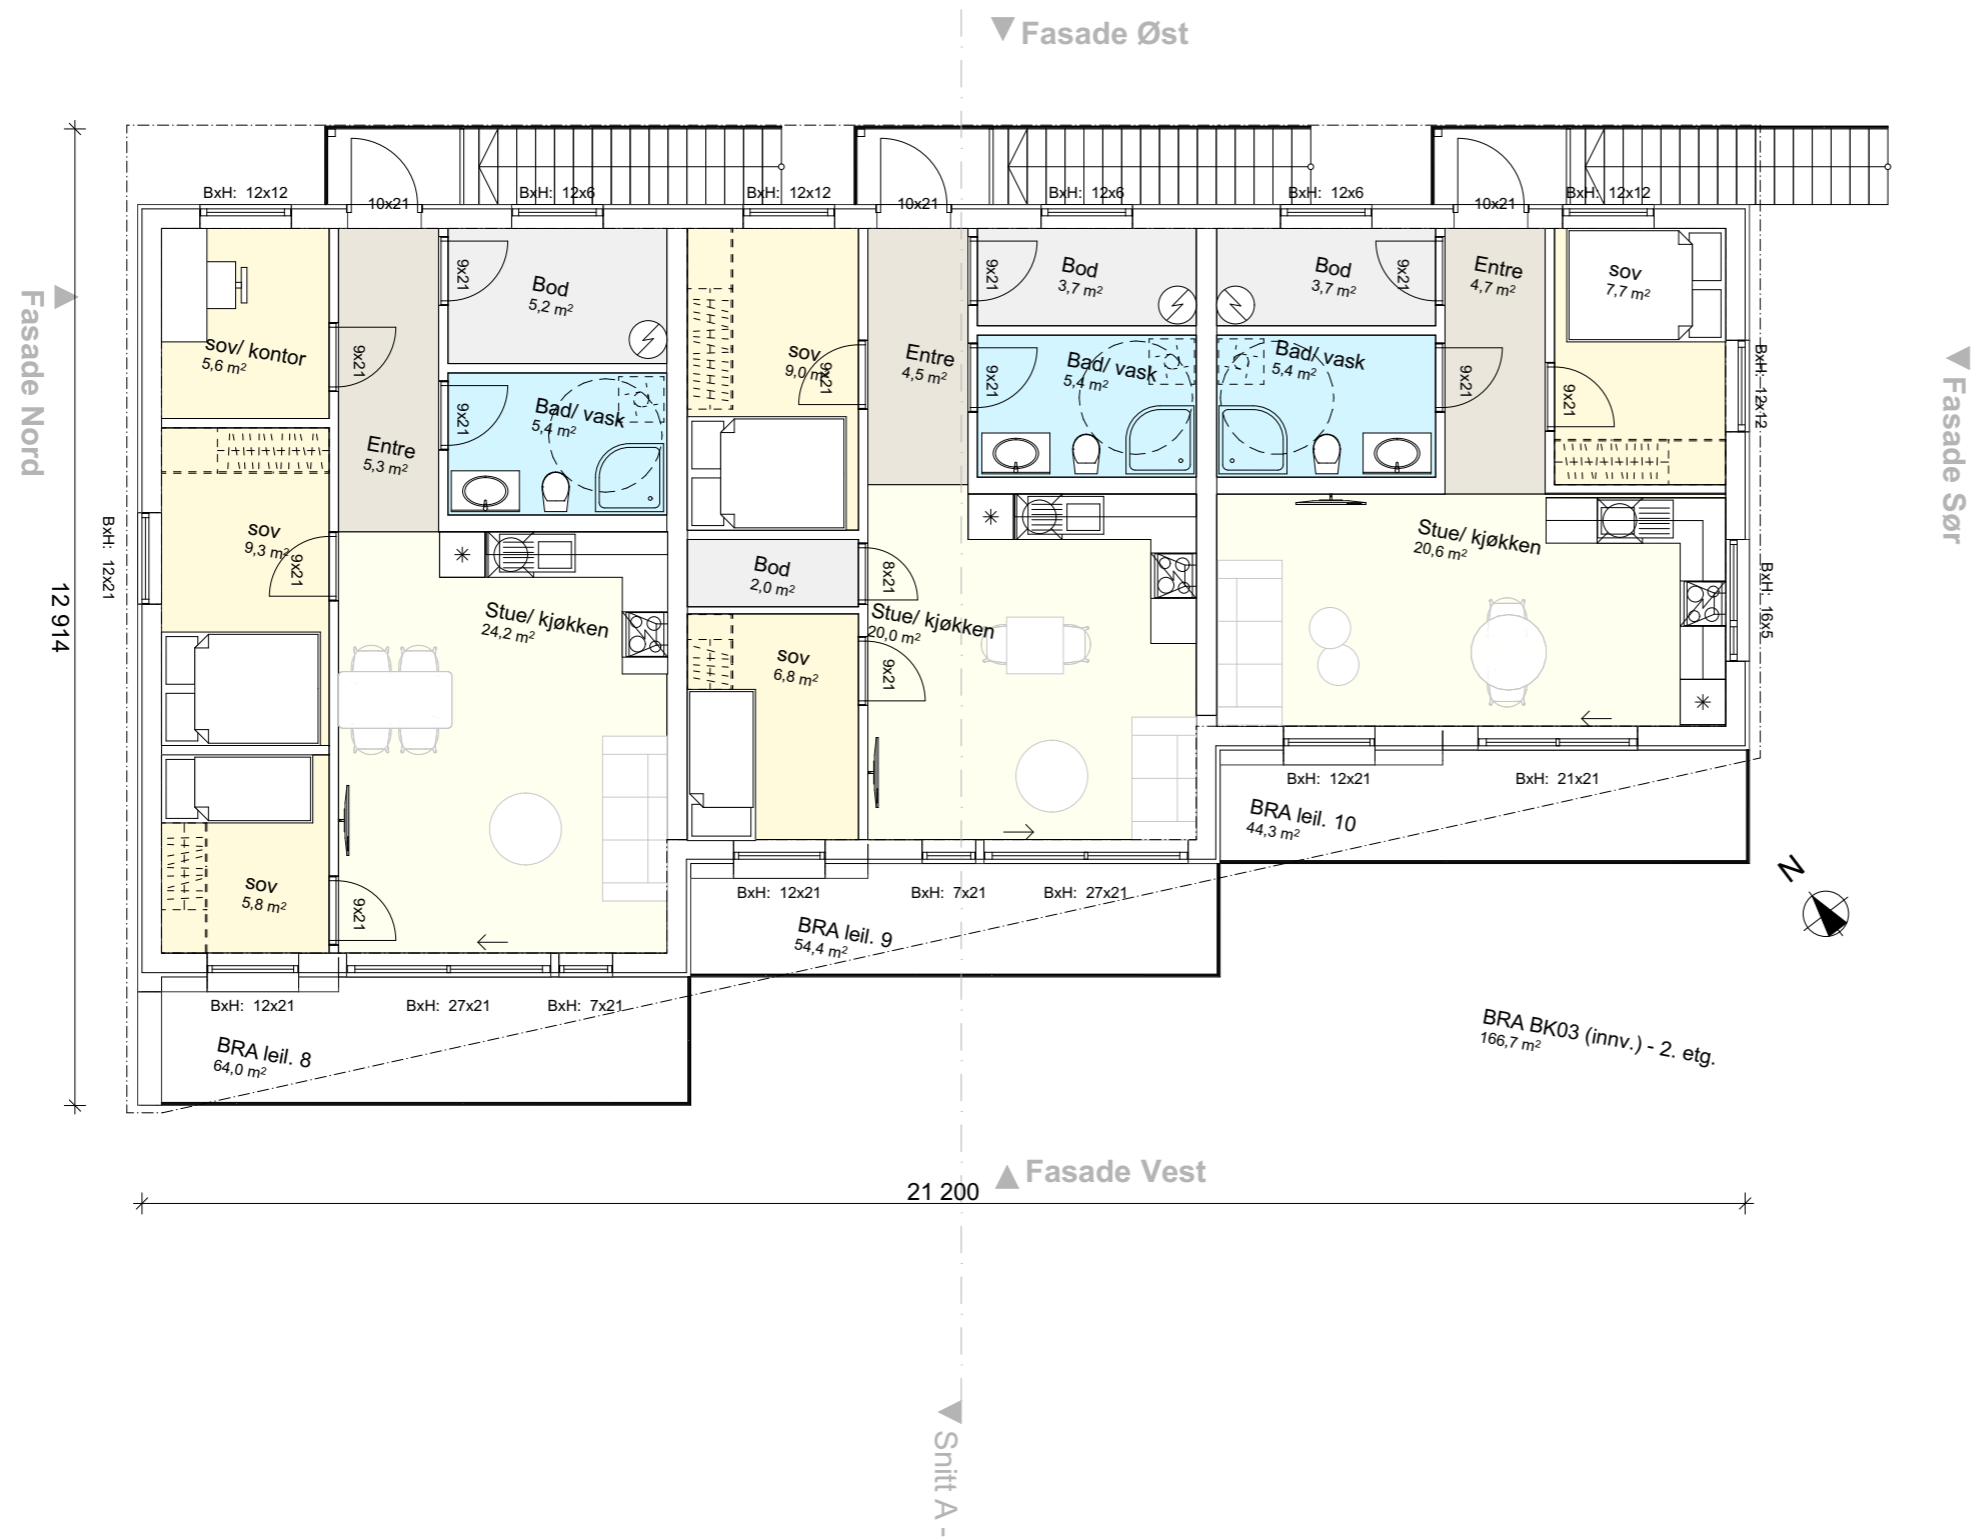 Fasade Øst
BxH: 12x12
10x21
BxH: 12x6
BxH: 12x12
10x21
BxH: 12x6
BxH: 12x6
10x21
BxH: 12x12
Fasade Nord
sov/ kontor
5,6 m²
9x21
9x21
Bod
5,2 m²
sov
9,0 m²
9x21
Entre
4,5 m²
9x21
Bod
3,7 m²
Bod
3,7 m²
9x21
Entre
4,7 m²
sov
7,7 m²
BxH: 12x12
Fasade Sør
Entre
5,3 m²
9x21
Bad/ vask
5,4 m²
9x21
Bad/ vask
5,4 m²
Bad/ vask
5,4 m²
9x21
9x21
12 914
BxH: 12x21
sov
9,3 m²
9x21
Stue/ kjøkken
24,2 m²
Bod
2,0 m²
8x21
Stue/ kjøkken
20,0 m²
sov
6,8 m²
9x21
Stue/ kjøkken
20,6 m²
BxH: 16x5
sov
5,8 m²
9x21
BxH: 12x21
BxH: 27x21
BxH: 7x21
BxH: 12x21
BxH: 7x21
BxH: 27x21
BxH: 12x21
BxH: 21x21
BRA leil. 10
44,3 m²
BRA leil. 9
54,4 m²
BRA leil. 8
64,0 m²
N
BRA BK03 (innv.) - 2. etg.
166,7 m²
Fasade Vest
21 200
Snitt A -